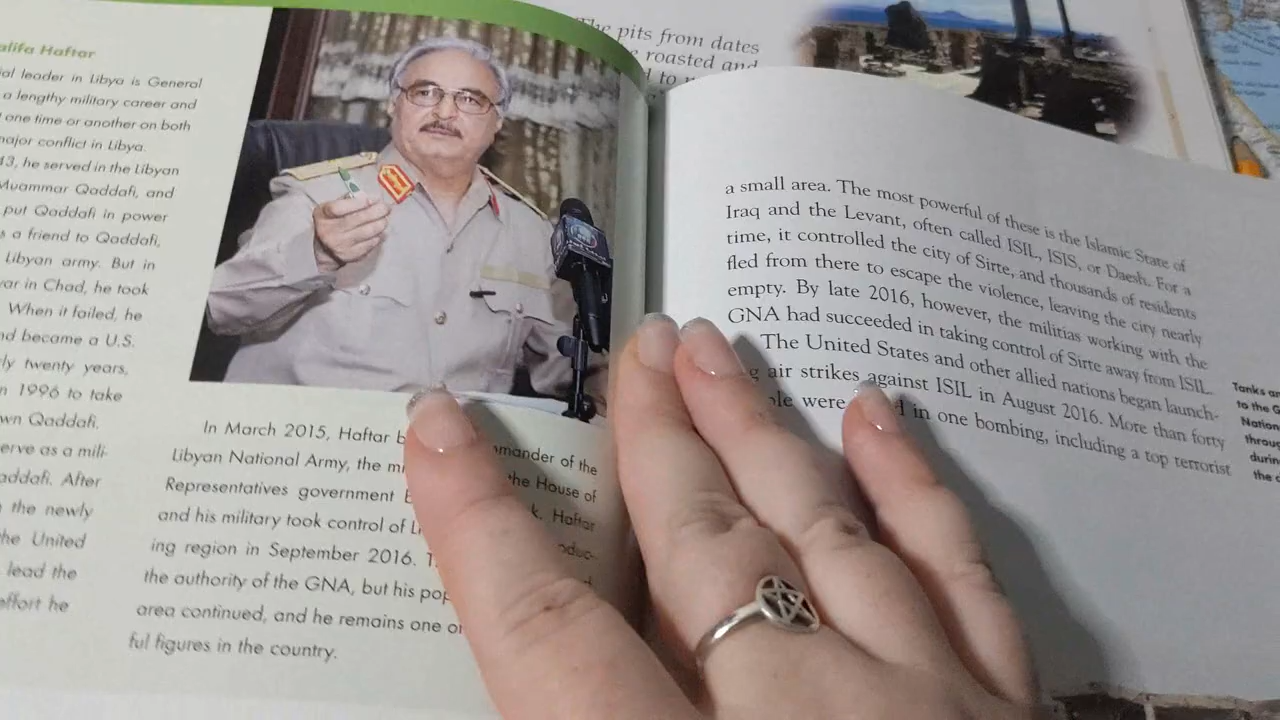 alifa Haftar
ial leader in Libya is General
a lengthy military career and
one time or another on both
major conflict in Libya.
43, he served in the Libyan
Muammar Qaddafi, and
put Qaddafi in power
s a friend to Qaddafi,
Libyan army. But in
war in Chad, he took
When it failed, he
nd became a U.S.
rly twenty years,
n 1996 to take
wn Qaddafi.
erve as a mili-
addafi. After
the newly
the United
lead the
effort he
In March 2015, Haftar b mmander of the
Libyan National Army, the mi the House of
Representatives government k. Haftar
and his military took control of Li oduc-
ing region in September 2016.
the authority of the GNA, but his pop
area continued, and he remains one o
ful figures in the country.
The pits from dates
e roasted and
d to
a small area. The most powerful of these is the Islamic State of
Iraq and the Levant, often called ISIL, ISIS, or Daesh. For a
time, it controlled the city of Sirte, and thousands of residents
fled from there to escape the violence, leaving the city nearly
empty. By late 2016, however, the militias working with the
GNA had succeeded in taking control of Sirte away from ISIL.
The United States and other allied nations began launch-
g air strikes against ISIL in August 2016. More than forty
ple were d in one bombing, including a top terrorist
Tanks a
to the G
Nation
throu
durin
the c